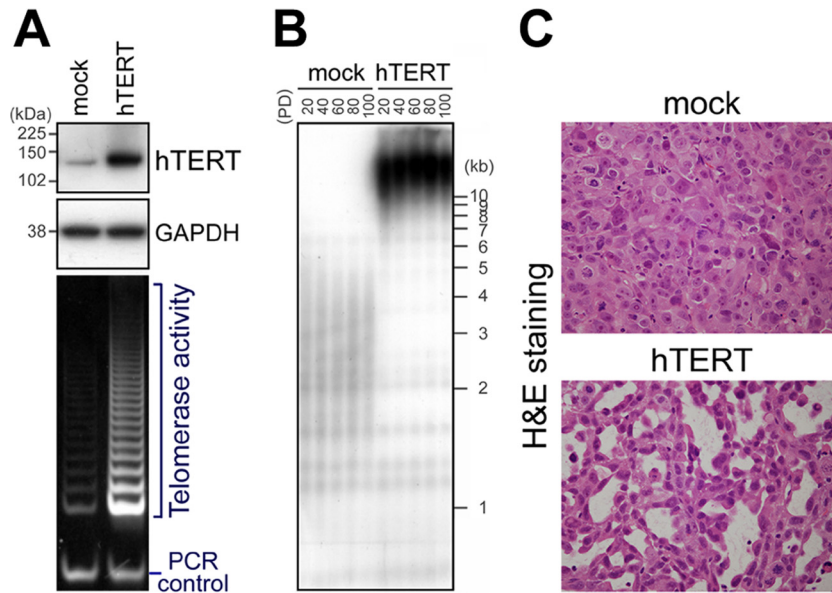 A
mock
hTERT
(kDa)
225
150
102
hTERT
38
GAPDH
Telomerase activity
PCR
control
B
mock hTERT
(PD)
20
40
60
80
100
20
40
60
80
100
(kb)
10
9
8
7
6
5
4
3
2
1
C
mock
H&E staining
hTERT